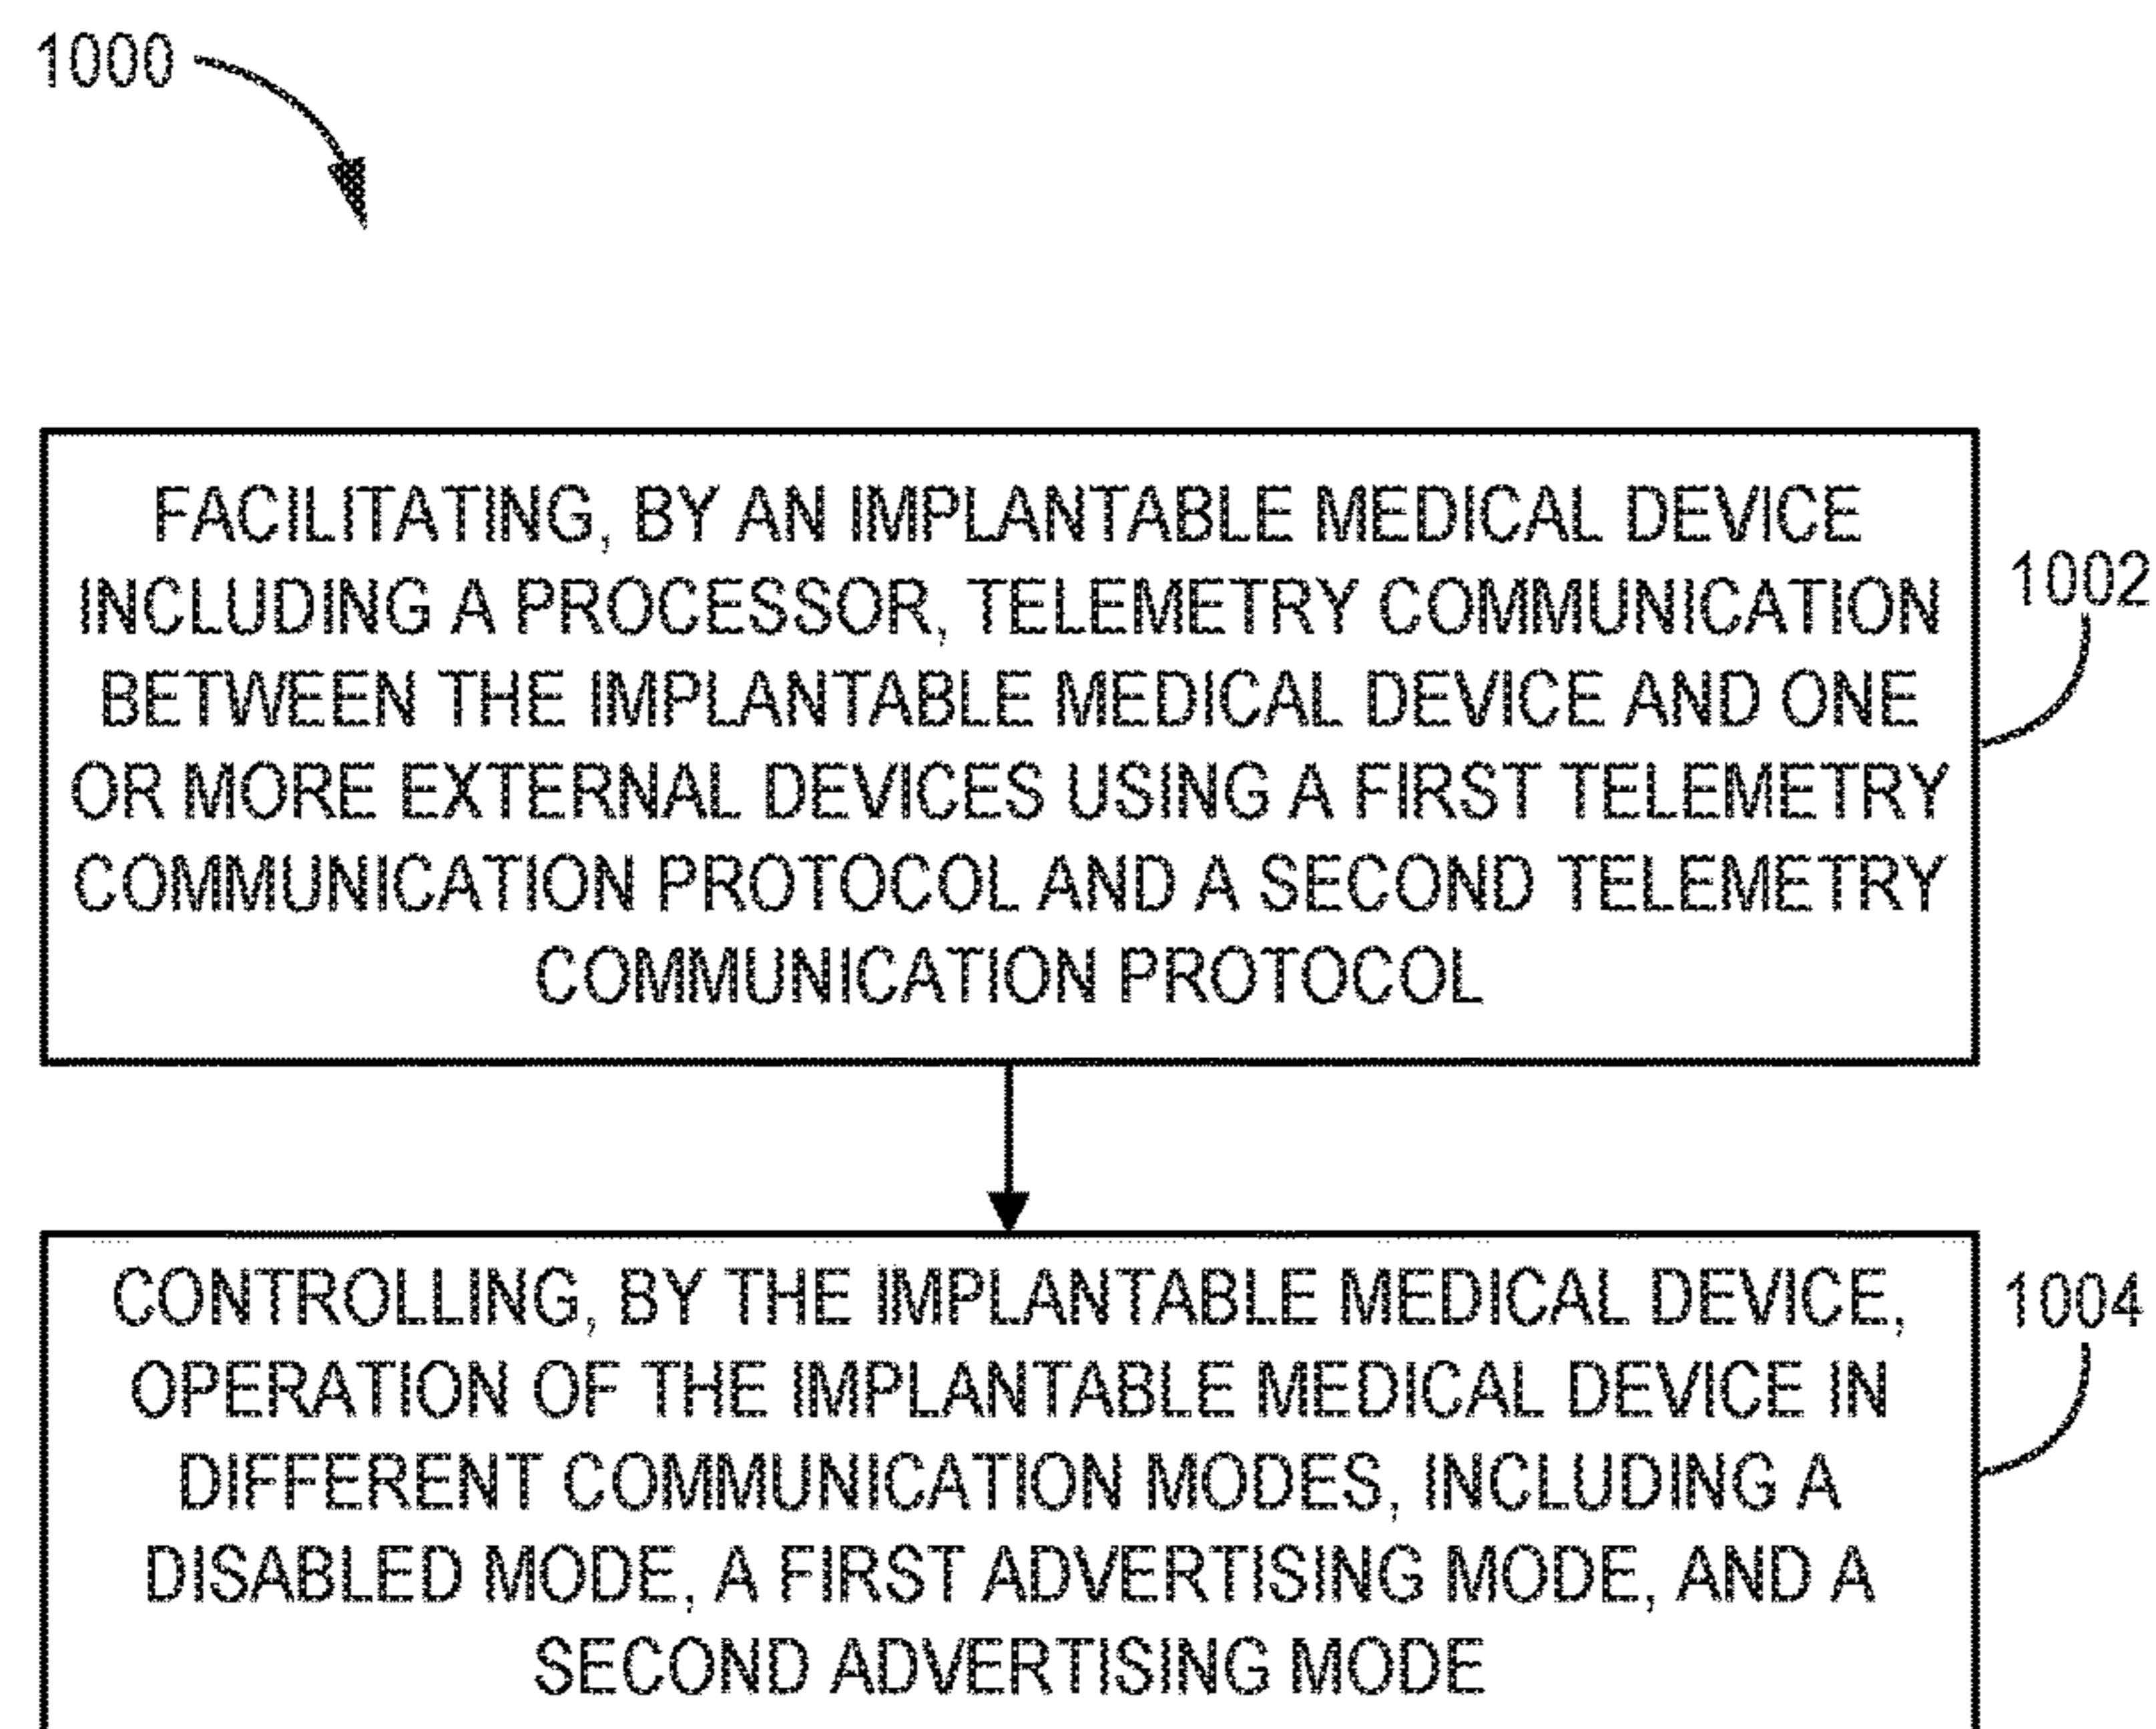 1000
FACILITATING, BY AN IMPLANTABLE MEDICAL DEVICE
INCLUDING A PROCESSOR, TELEMETRY COMMUNICATION
BETWEEN THE IMPLANTABLE MEDICAL DEVICE AND ONE
OR MORE EXTERNAL DEVICES USING A FIRST TELEMETRY
COMMUNICATION PROTOCOL AND A SECOND TELEMETRY
COMMUNICATION PROTOCOL
1002
CONTROLLING, BY THE IMPLANTABLE MEDICAL DEVICE,
OPERATION OF THE IMPLANTABLE MEDICAL DEVICE IN
DIFFERENT COMMUNICATION MODES, INCLUDING A
DISABLED MODE, A FIRST ADVERTISING MODE, AND A
SECOND ADVERTISING MODE
1004